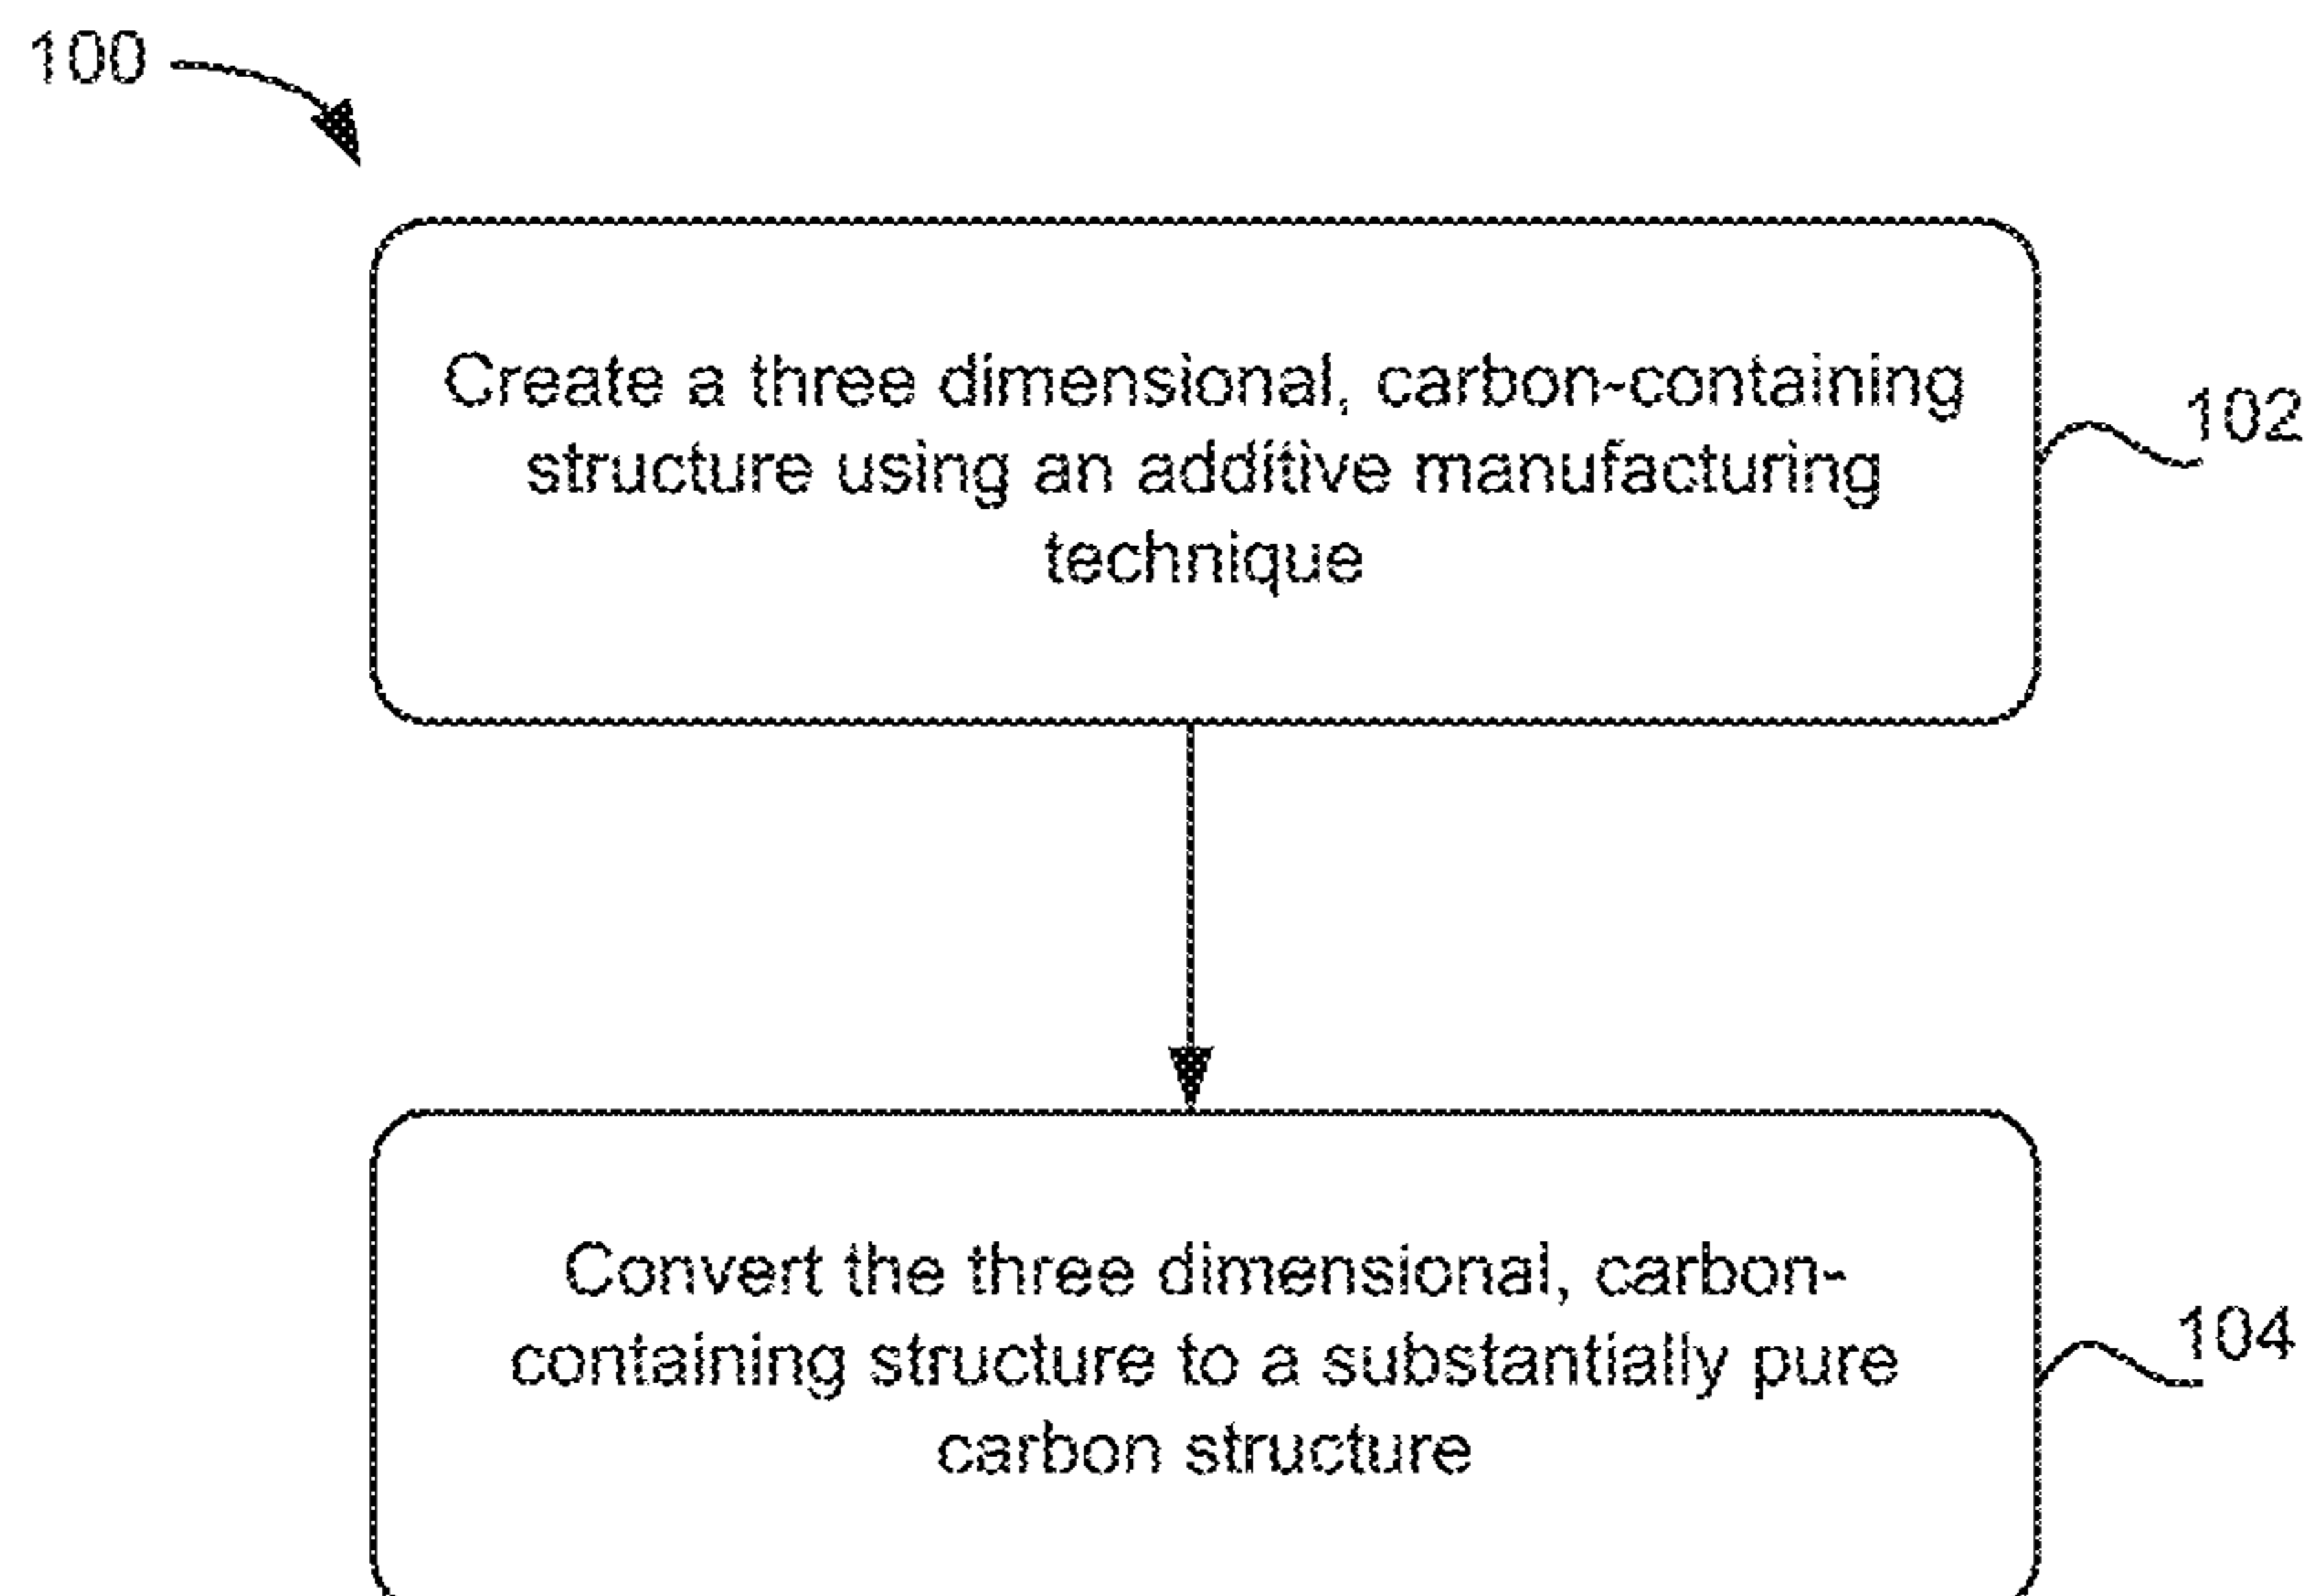 100
Create a three dimensional, carbon-containing
structure using an additive manufacturing
technique
102
Convert the three dimensional, carbon-
containing structure to a substantially pure
carbon structure
104